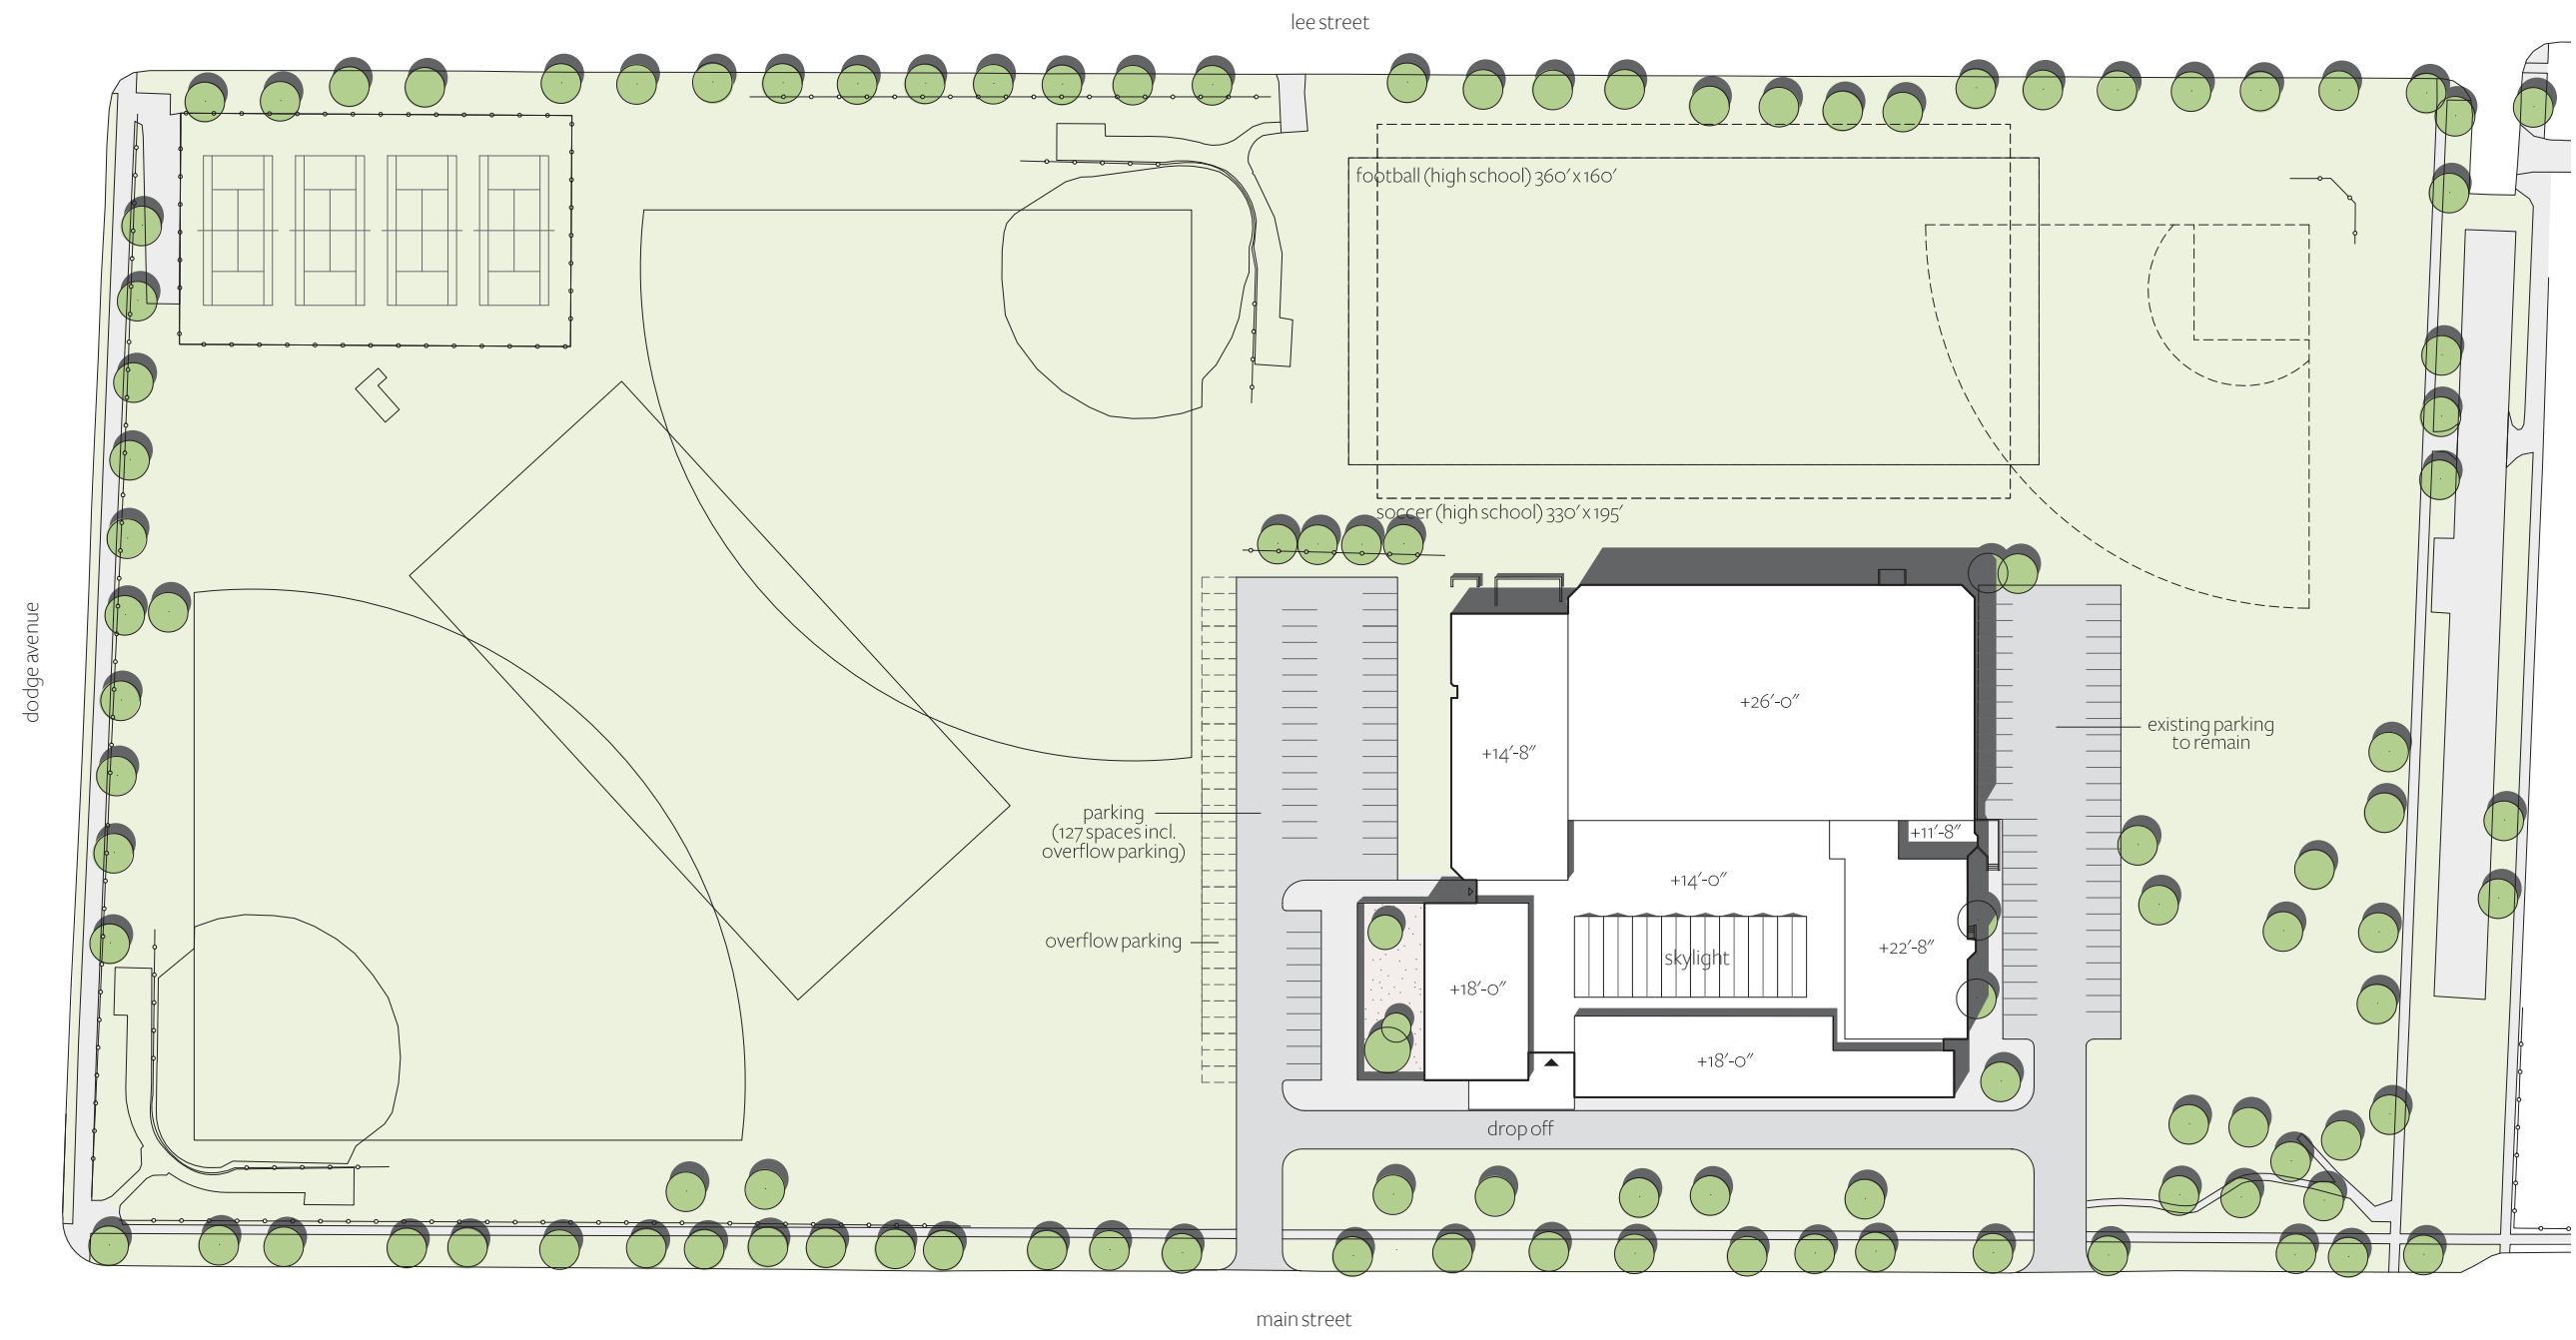 lee street
football (high school) 360′ x 160′
soccer (high school) 330′ x 195′
dodge avenue
+26′-0″
+14′-8″
existing parking
to remain
parking
(127 spaces incl.
overflow parking)
+11′-8″
+14′-0″
overflow parking
skylight
+22′-8″
+18′-0″
+18′-0″
drop off
main street